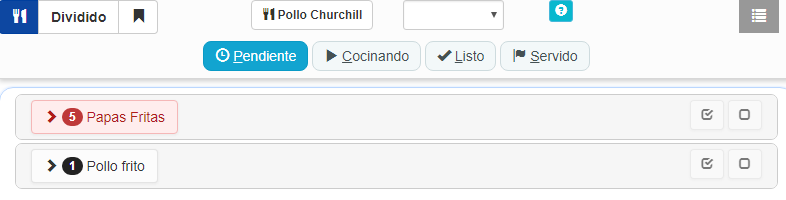 Dividido Pollo Churchill ?
Pendiente Cocinando Listo Servido
5 Papas Fritas
1 Pollo frito